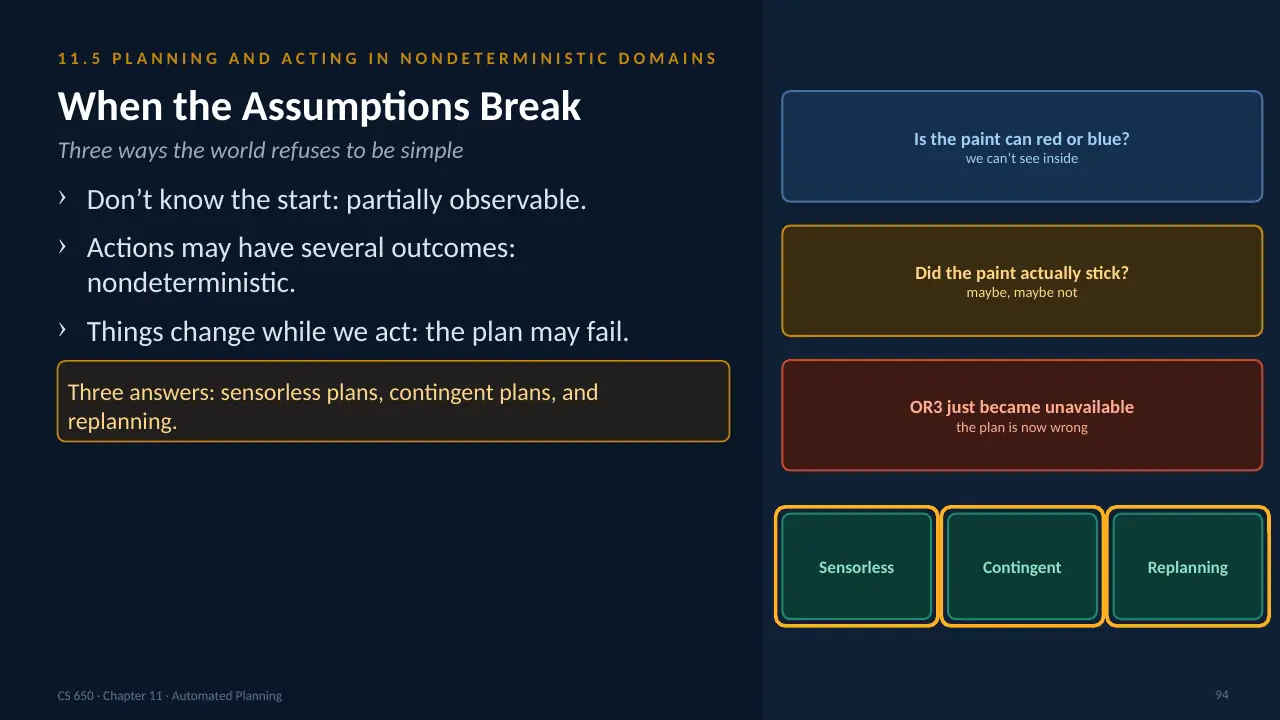 11.5 PLANNING AND ACTING IN NONDETERMINISTIC DOMAINS
When the Assumptions Break
Three ways the world refuses to be simple
› Don’t know the start: partially observable.
› Actions may have several outcomes:
nondeterministic.
› Things change while we act: the plan may fail.
Three answers: sensorless plans, contingent plans, and
replanning.
Is the paint can red or blue?
we can’t see inside
Did the paint actually stick?
maybe, maybe not
OR3 just became unavailable
the plan is now wrong
Sensorless
Contingent
Replanning
CS 650 · Chapter 11 · Automated Planning
94